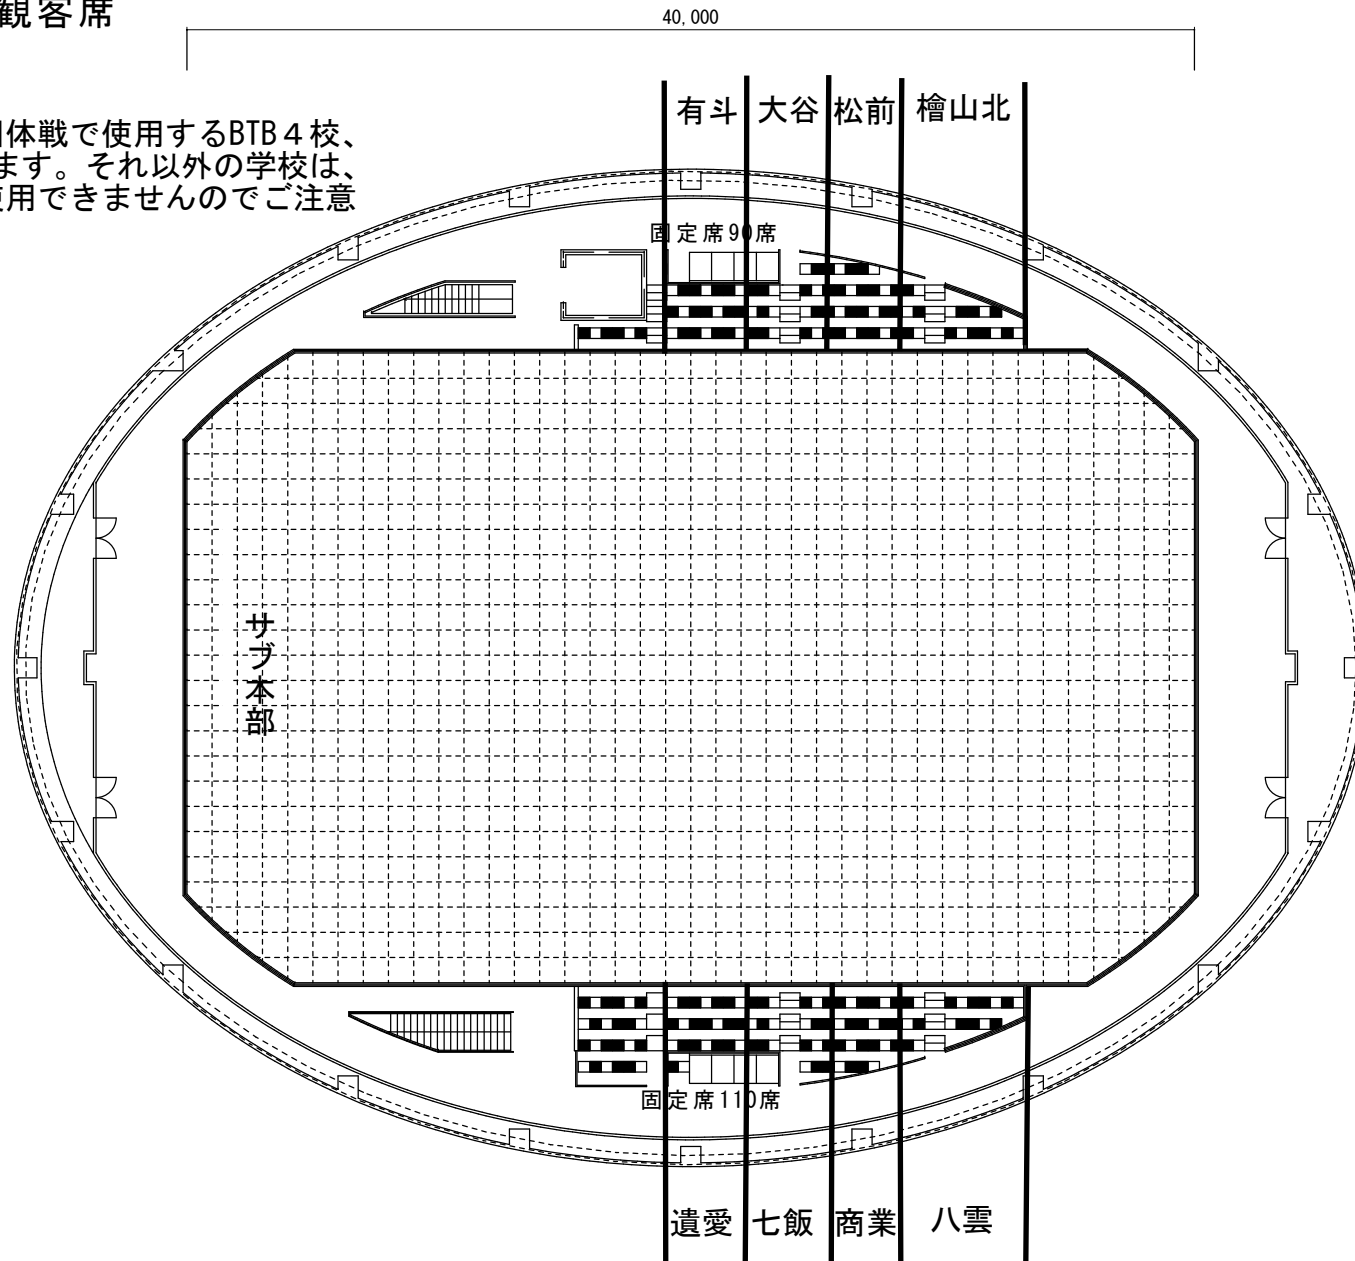 観客席
40,000
有斗
大谷
松前
檜山北
団体戦で使用するBTB４校、
ます。それ以外の学校は、
使用できませんのでご注意
固定席90席
サブ本部
固定席110席
遺愛
七飯
商業
八雲